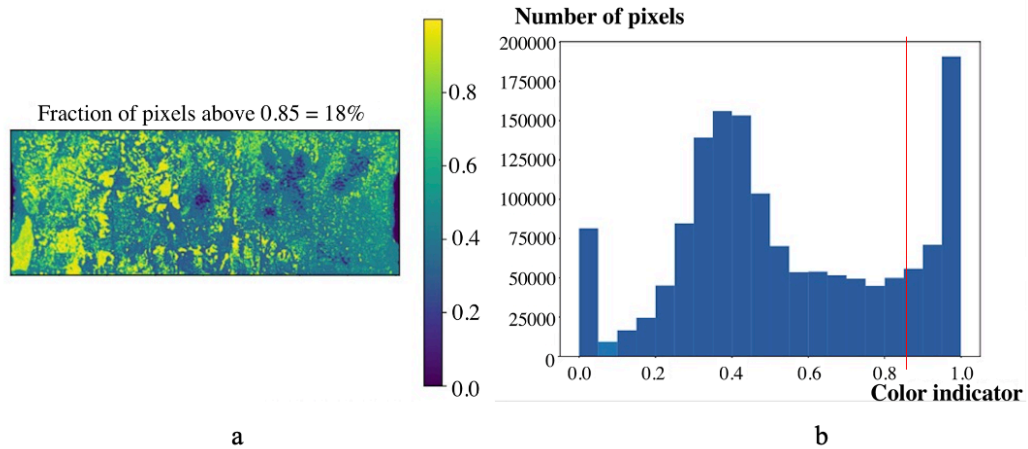 Fraction of pixels above 0.85 = 18%
0.8
0.6
0.4
0.2
0.0
a
Number of pixels
200000
175000
150000
125000
100000
75000
50000
25000
0
0.0 0.2 0.4 0.6 0.8 1.0
Color indicator
b